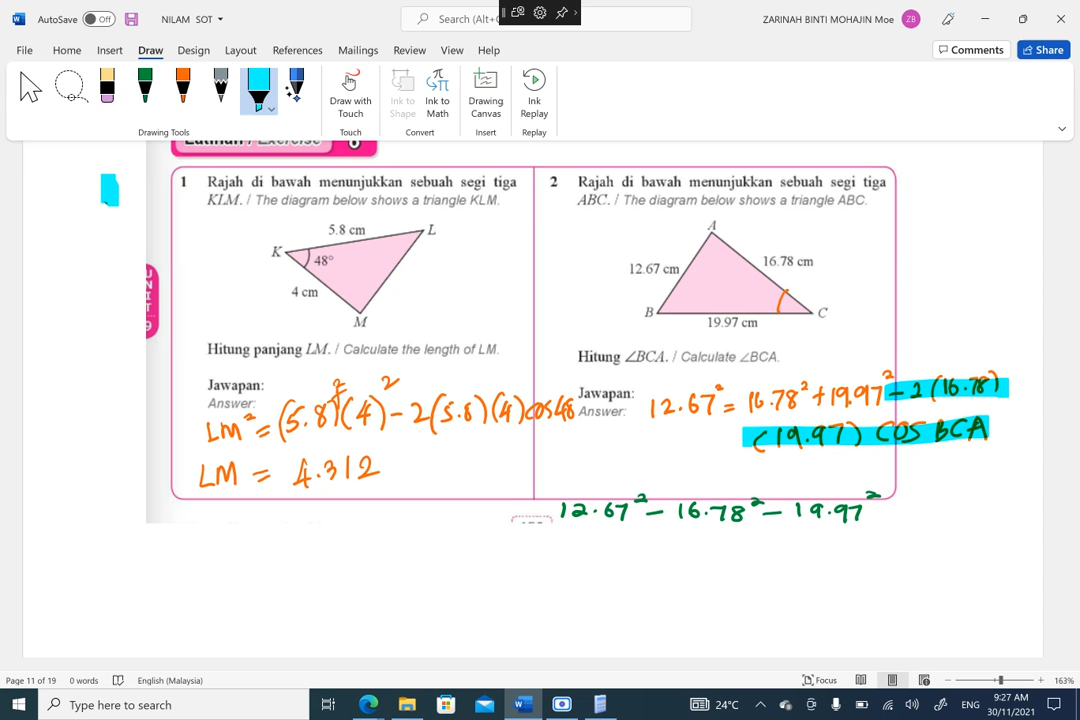 AutoSave Off NILAM SOT Search (Alt+ ZARINAH BINTI MOHAJIN Moe ZB
File Home Insert Draw Design Layout References Mailings Review View Help Comments Share
Draw with Touch Ink to Shape Ink to Math Drawing Canvas Ink Replay
Drawing Tools Touch Convert Insert Replay
Latihan / Exercise 6
1 Rajah di bawah menunjukkan sebuah segi tiga
KLM. / The diagram below shows a triangle KLM.
5.8 cm
K L
48°
4 cm
M
Hitung panjang LM. / Calculate the length of LM.
Jawapan:
Answer:
LM² = (5.8)²(4)² - 2(5.8)(4)cos48
LM = 4.312
2 Rajah di bawah menunjukkan sebuah segi tiga
ABC. / The diagram below shows a triangle ABC.
A
12.67 cm 16.78 cm
B C
19.97 cm
Hitung ∠BCA. / Calculate ∠BCA.
Jawapan:
Answer:
12.67² = 16.78² + 19.97² - 2(16.78)
(19.97) COS BCA
12.67² - 16.78² - 19.97²
UNIT
9
Page 11 of 19 0 words English (Malaysia) Focus 163%
Type here to search 24°C ENG 9:27 AM
30/11/2021